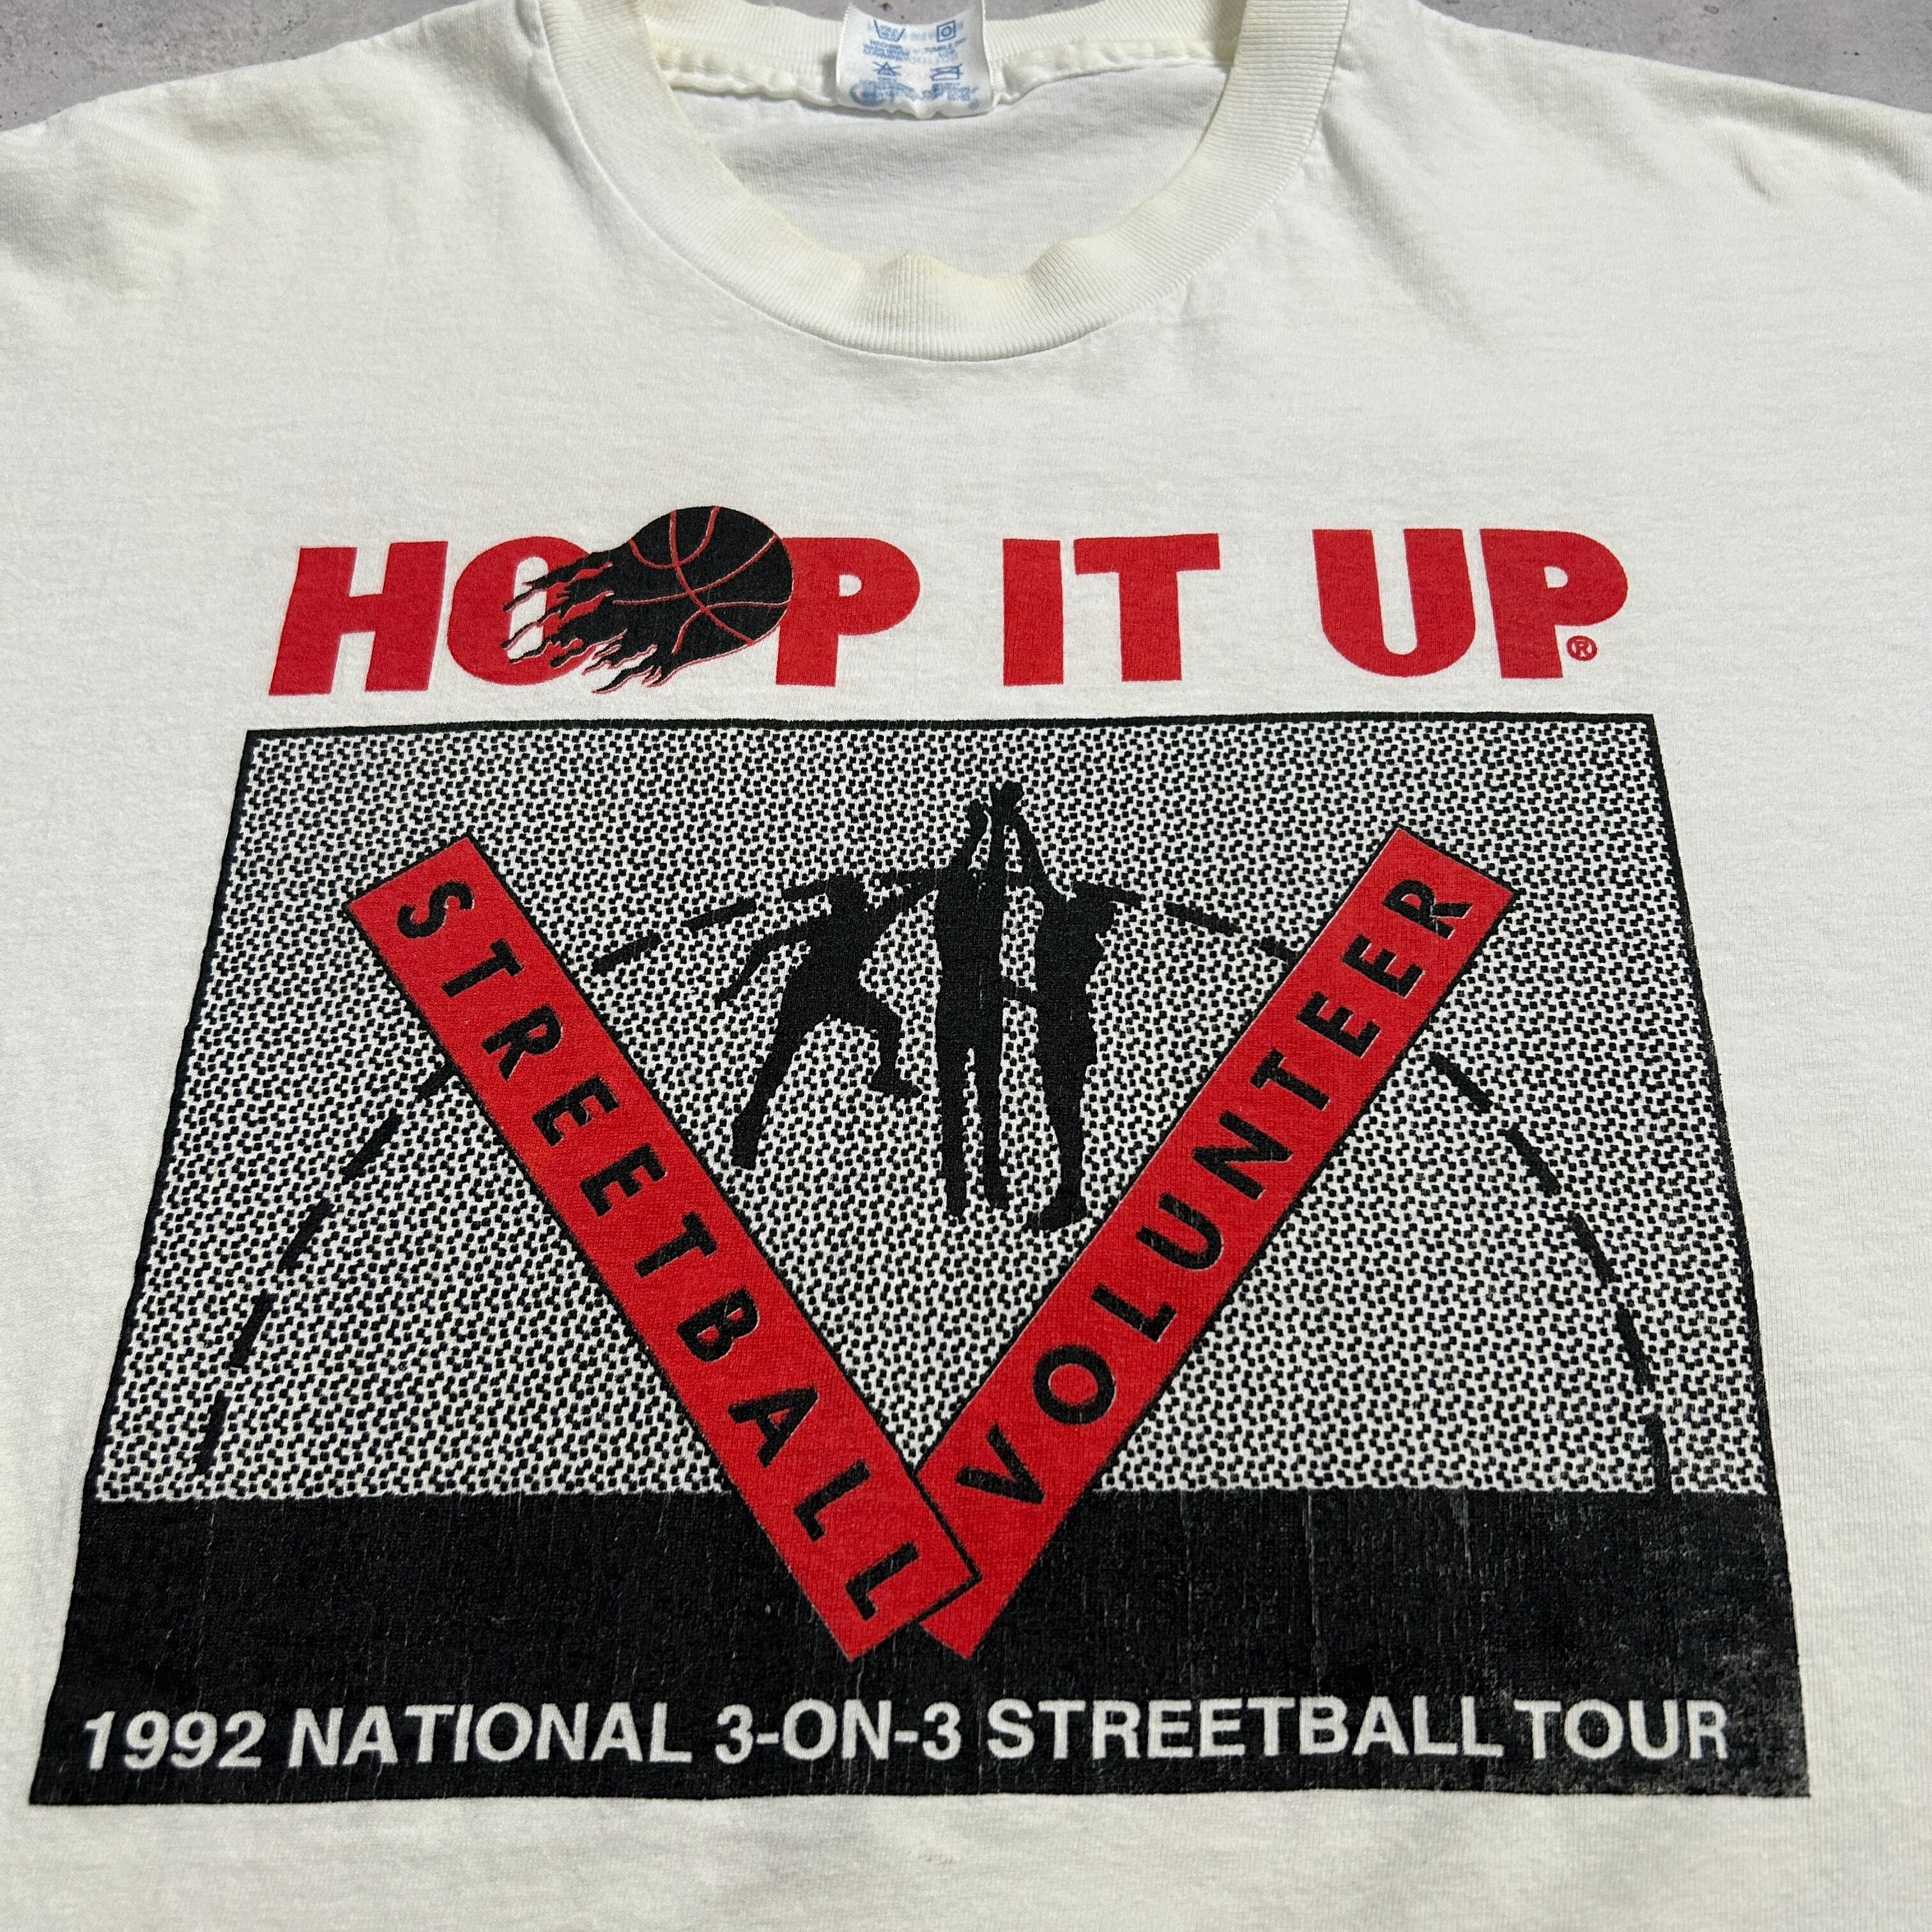 HOOP IT UP®
STREETBALL
VOLUNTEER
1992 NATIONAL 3-ON-3 STREETBALL TOUR